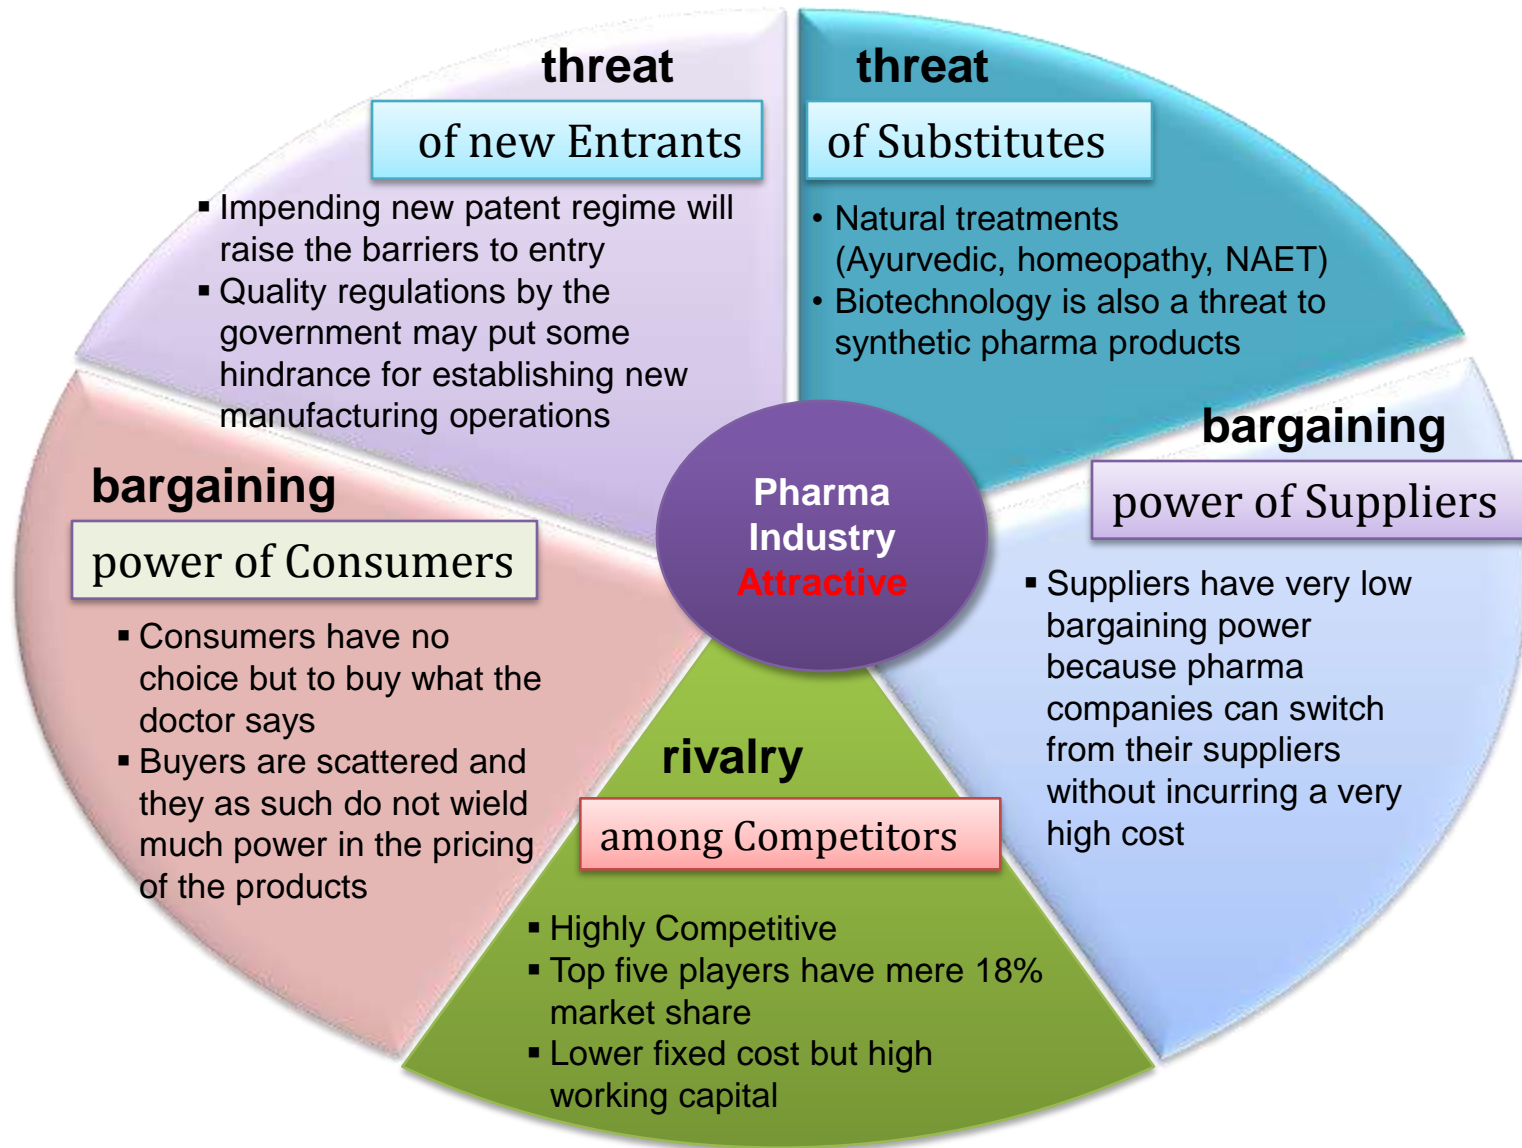 threat
of new Entrants
▪ Impending new patent regime will
raise the barriers to entry
▪ Quality regulations by the
government may put some
hindrance for establishing new
manufacturing operations
threat
of Substitutes
• Natural treatments
(Ayurvedic, homeopathy, NAET)
• Biotechnology is also a threat to
synthetic pharma products
bargaining
power of Consumers
▪ Consumers have no
choice but to buy what the
doctor says
▪ Buyers are scattered and
they as such do not wield
much power in the pricing
of the products
Pharma
Industry
Attractive
bargaining
power of Suppliers
▪ Suppliers have very low
bargaining power
because pharma
companies can switch
from their suppliers
without incurring a very
high cost
rivalry
among Competitors
▪ Highly Competitive
▪ Top five players have mere 18%
market share
▪ Lower fixed cost but high
working capital